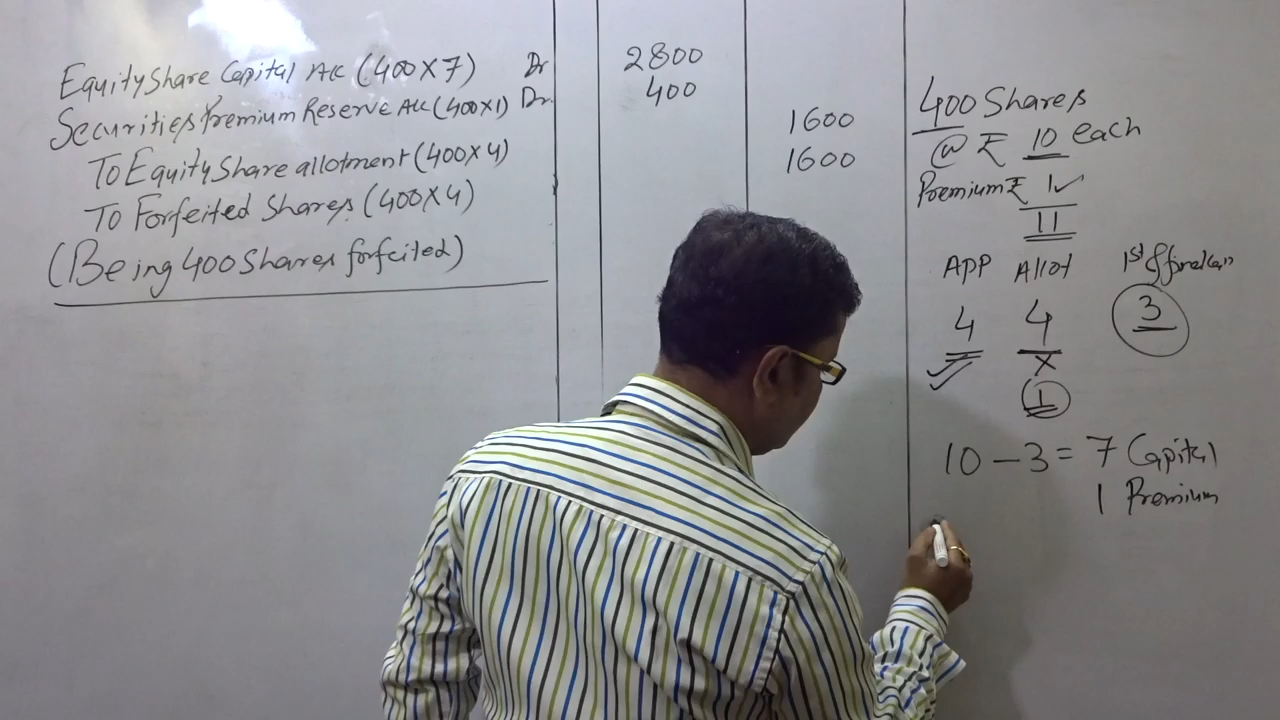 Equity Share Capital A/c (400X7) Dr 2800
Securities Premium Reserve A/c (400x1) Dr. 400
To Equity Share allotment (400X4) 1600
To Forfeited Shares (400X4) 1600
(Being 400 Shares forfeited)
400 Shares
@ ₹ 10 each
Premium ₹ 1✓
11
APP Allot 1st & final
4 4 3
✓ X
1
10 – 3 = 7 Capital
1 Premium